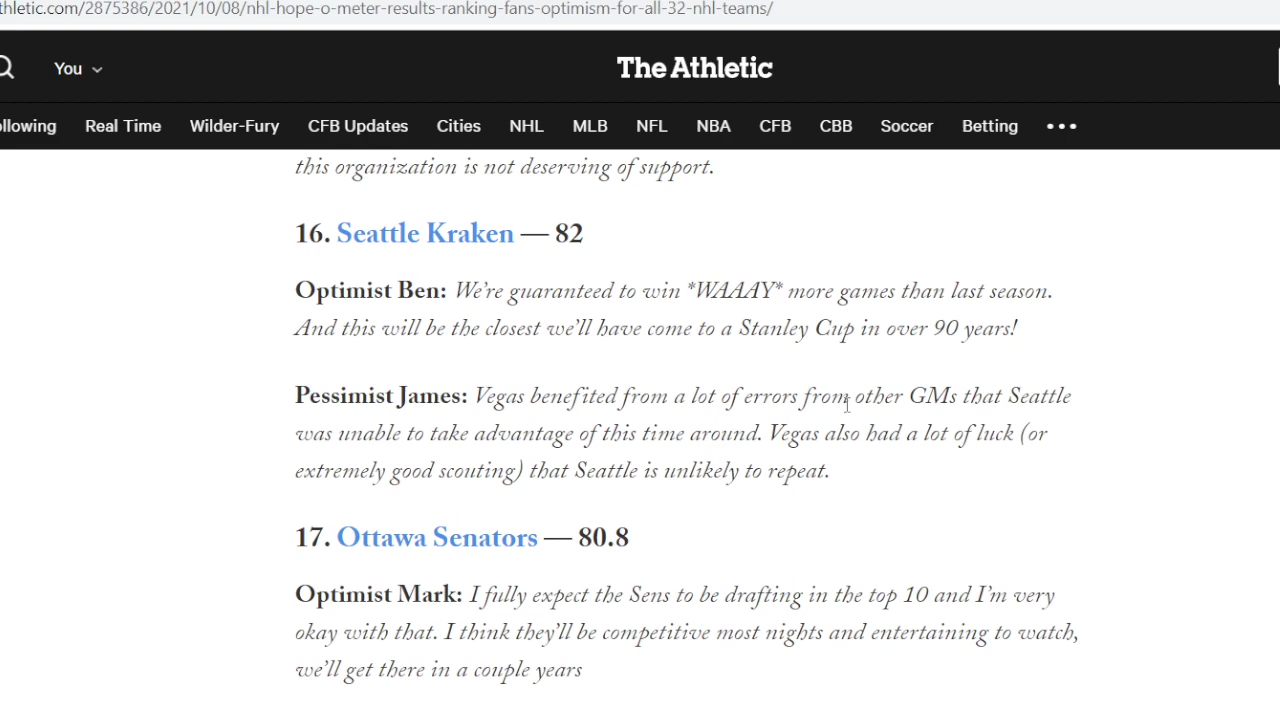 thletic.com/2875386/2021/10/08/nhl-hope-o-meter-results-ranking-fans-optimism-for-all-32-nhl-teams/
You
The Athletic
ollowing Real Time Wilder-Fury CFB Updates Cities NHL MLB NFL NBA CFB CBB Soccer Betting
this organization is not deserving of support.
16. Seattle Kraken — 82
Optimist Ben: We're guaranteed to win *WAAAY* more games than last season.
And this will be the closest we'll have come to a Stanley Cup in over 90 years!
Pessimist James: Vegas benefited from a lot of errors from other GMs that Seattle
was unable to take advantage of this time around. Vegas also had a lot of luck (or
extremely good scouting) that Seattle is unlikely to repeat.
17. Ottawa Senators — 80.8
Optimist Mark: I fully expect the Sens to be drafting in the top 10 and I'm very
okay with that. I think they'll be competitive most nights and entertaining to watch,
we'll get there in a couple years